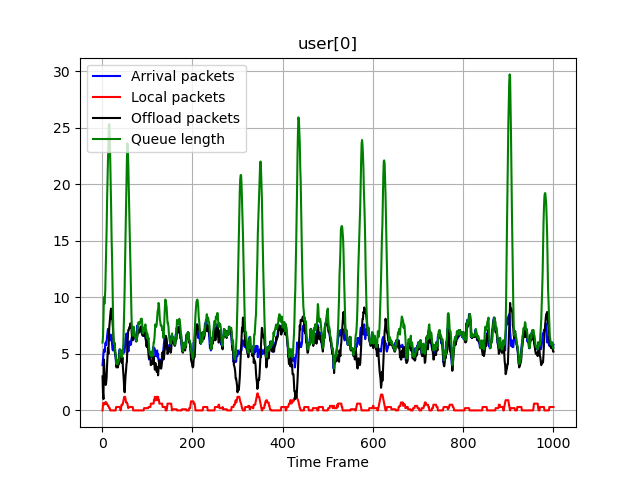 user[0]
Arrival packets
Local packets
Offload packets
Queue length
30
25
20
15
10
5
0
0 200 400 600 800 1000
Time Frame